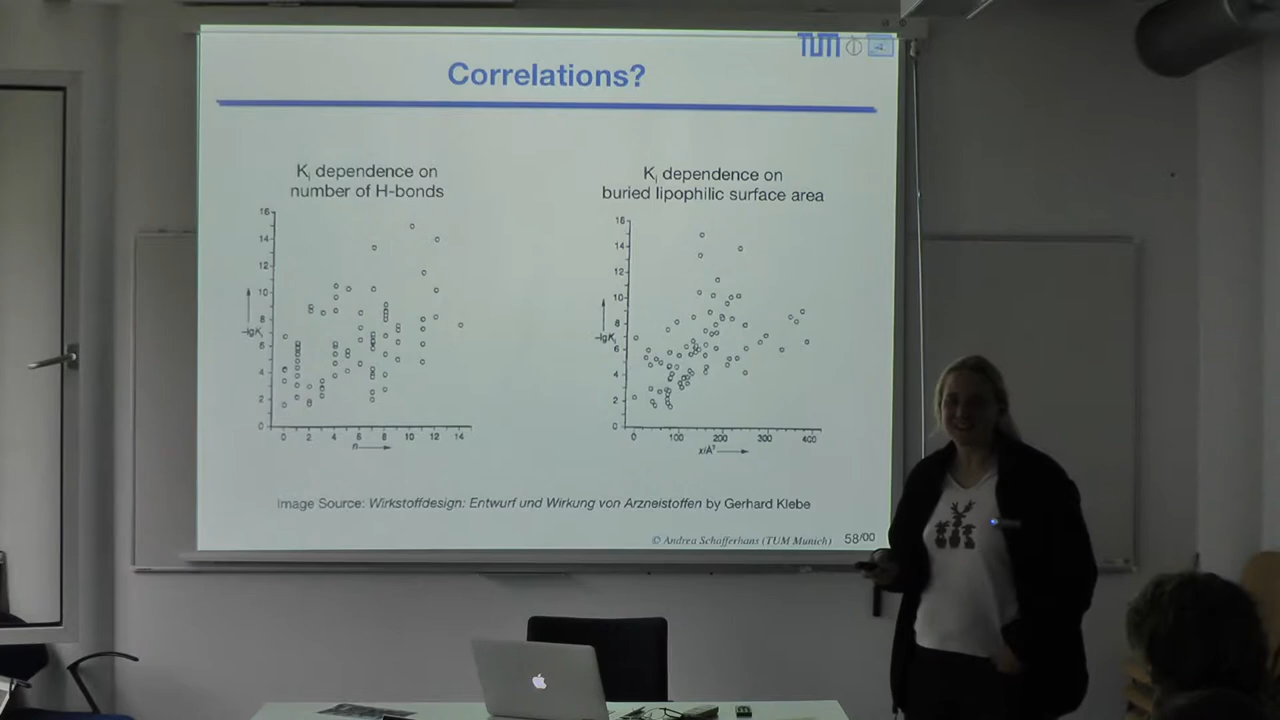 TUM
Correlations?
Ki dependence on
number of H-bonds
16
14
12
10
8
6
4
2
0
-lgKi
0 2 4 6 8 10 12 14
n
Ki dependence on
buried lipophilic surface area
16
14
12
10
8
6
4
2
0
-lgKi
0 100 200 300 400
x/Å²
Image Source: Wirkstoffdesign: Entwurf und Wirkung von Arzneistoffen by Gerhard Klebe
© Andrea Schafferhans (TUM Munich) 58/00